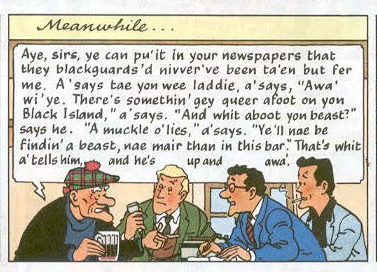 Meanwhile...
Aye, sirs, ye can pu'it in your newspapers that
they blackguards'd nivver've been ta'en but fer
me. A'says tae yon wee laddie, a'says, "Awa'
wi'ye. There's somethin' gey queer afoot on yon
Black Island," a'says. "And whit aboot yon beast?"
says he. "A muckle o'lies," a'says. "Ye'll nae be
findin' a beast, nae mair than in this bar." That's whit
a'tells him, and he's up and awa'.